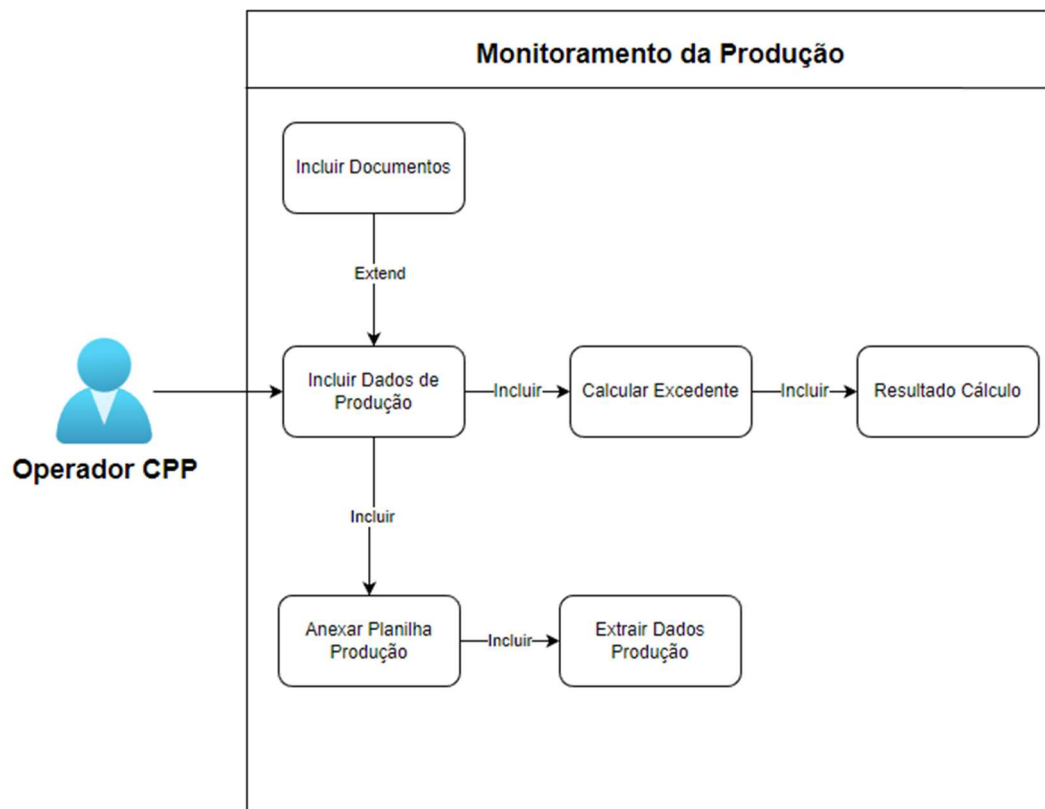 Monitoramento da Produção
Incluir Documentos
Extend
Incluir Dados de
Produção
Incluir
Calcular Excedente
Incluir
Resultado Cálculo
Operador CPP
Incluir
Anexar Planilha
Produção
Incluir
Extrair Dados
Produção